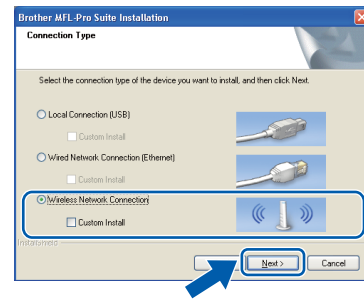 Brother MFL-Pro Suite Installation
Connection Type
Select the connection type of the device you want to install, and then click Next.
Local Connection (USB)
Custom Install
Wired Network Connection (Ethernet)
Custom Install
Wireless Network Connection
Custom Install
InstallShield
Next >
Cancel